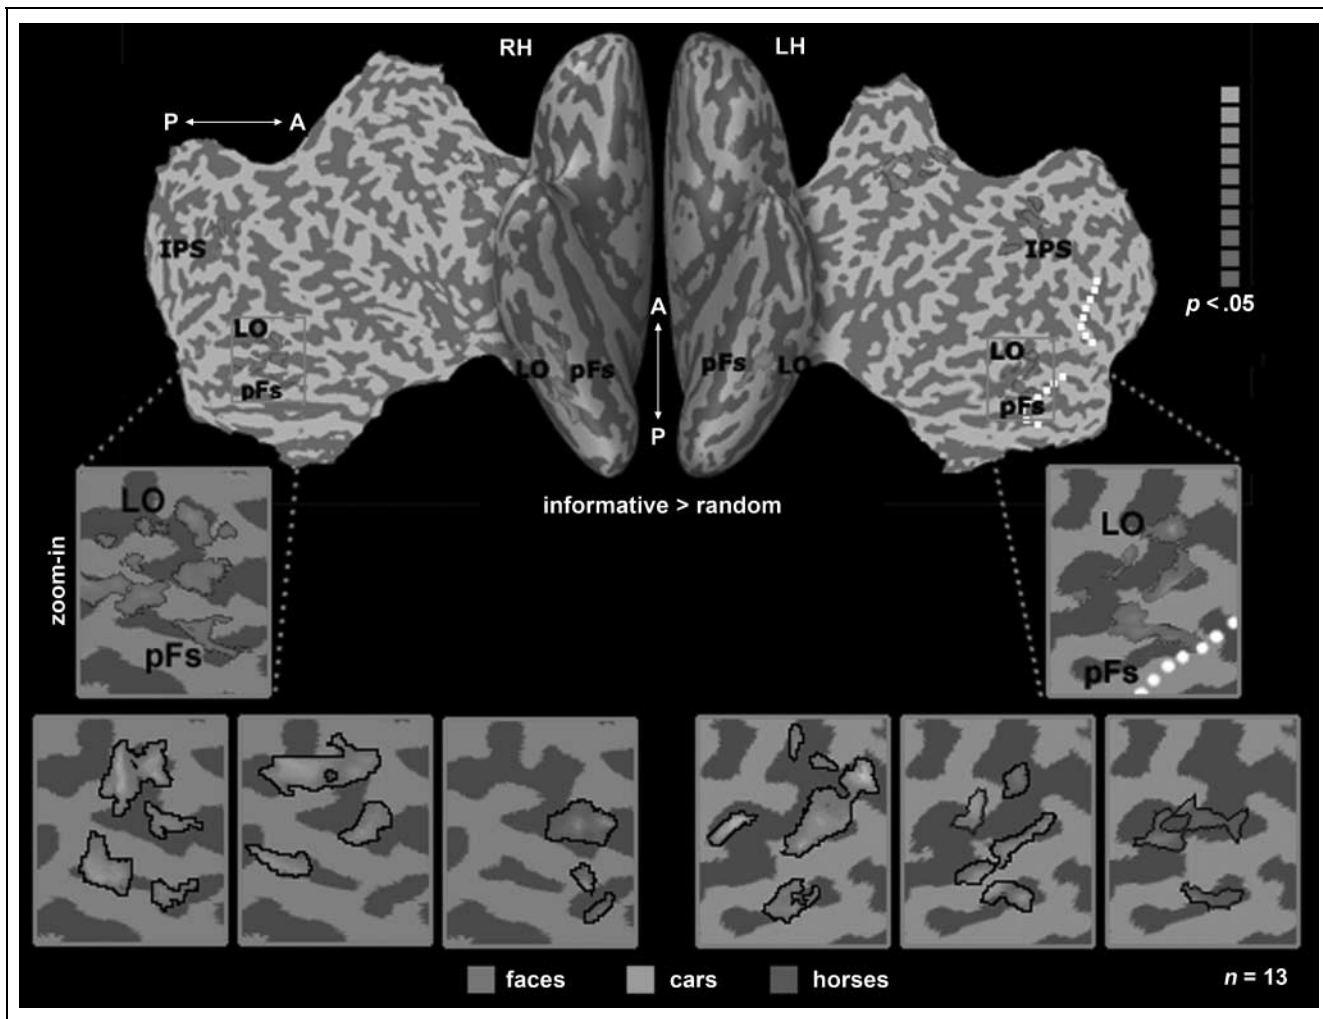 RH
LH
P
A
IPS
IPS
p < .05
LO
pFs
LO
pFs
A
P
pFs
LO
LO
pFs
informative > random
zoom-in
LO
pFs
LO
pFs
faces
cars
horses
n = 13